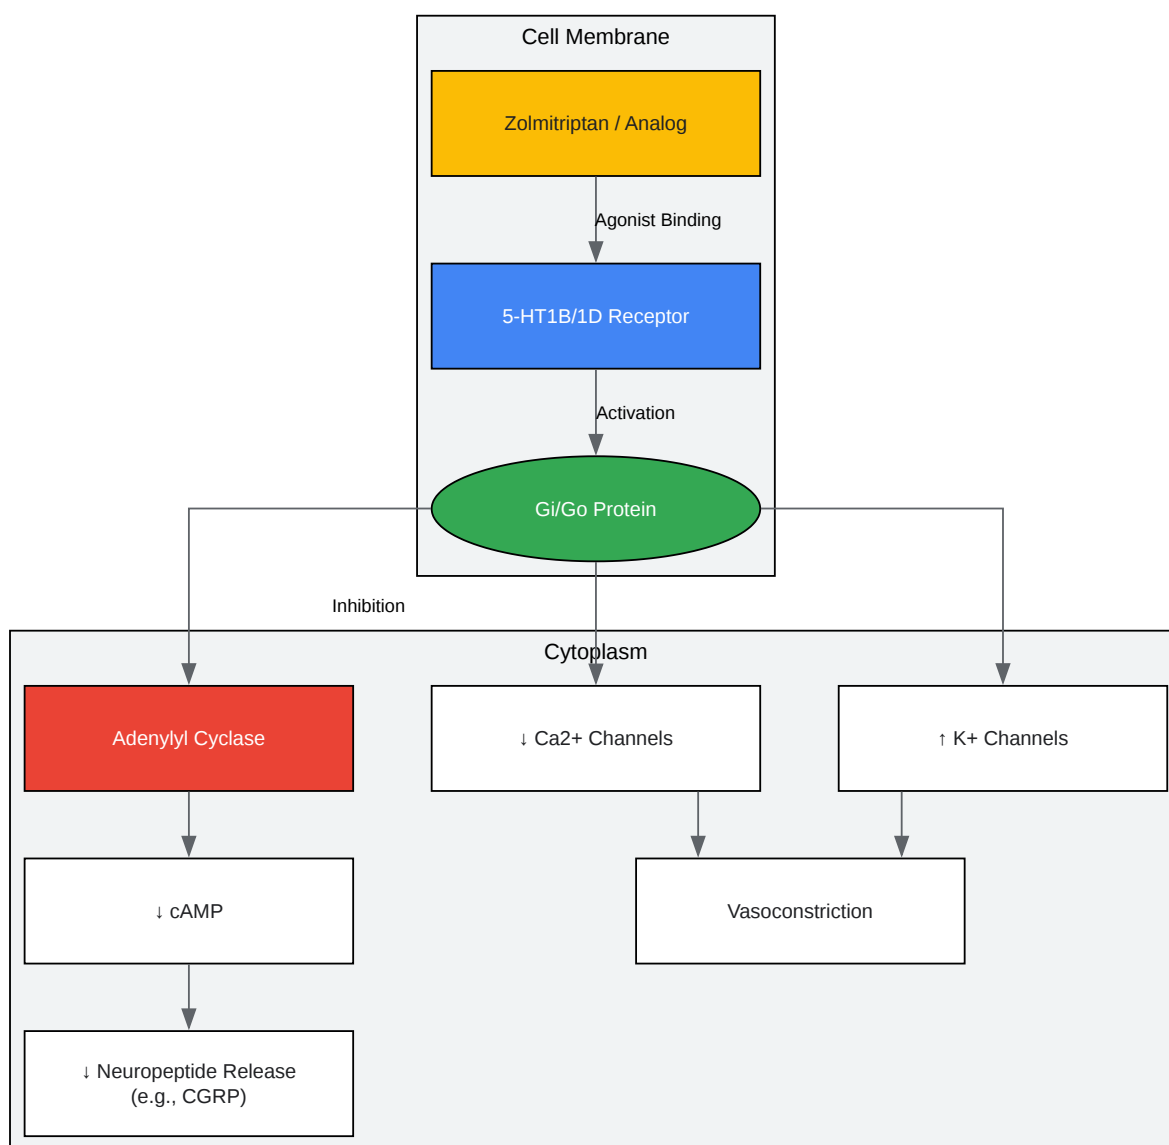 Cell Membrane
Zolmitriptan / Analog
Agonist Binding
5-HT1B/1D Receptor
Activation
Gi/Go Protein
Inhibition
Cytoplasm
Adenylyl Cyclase
↓ Ca2+ Channels
↑ K+ Channels
↓ cAMP
Vasoconstriction
↓ Neuropeptide Release
(e.g., CGRP)